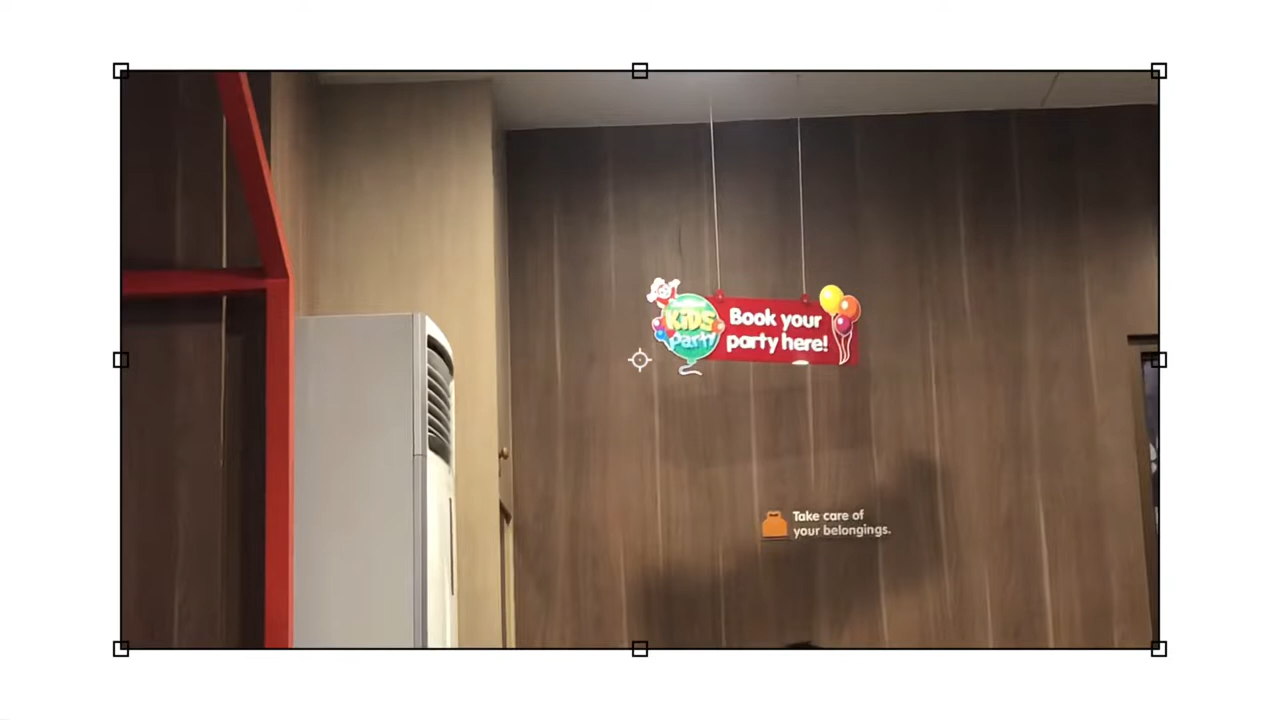 KiDS
Party
Book your
party here!
Take care of
your belongings.